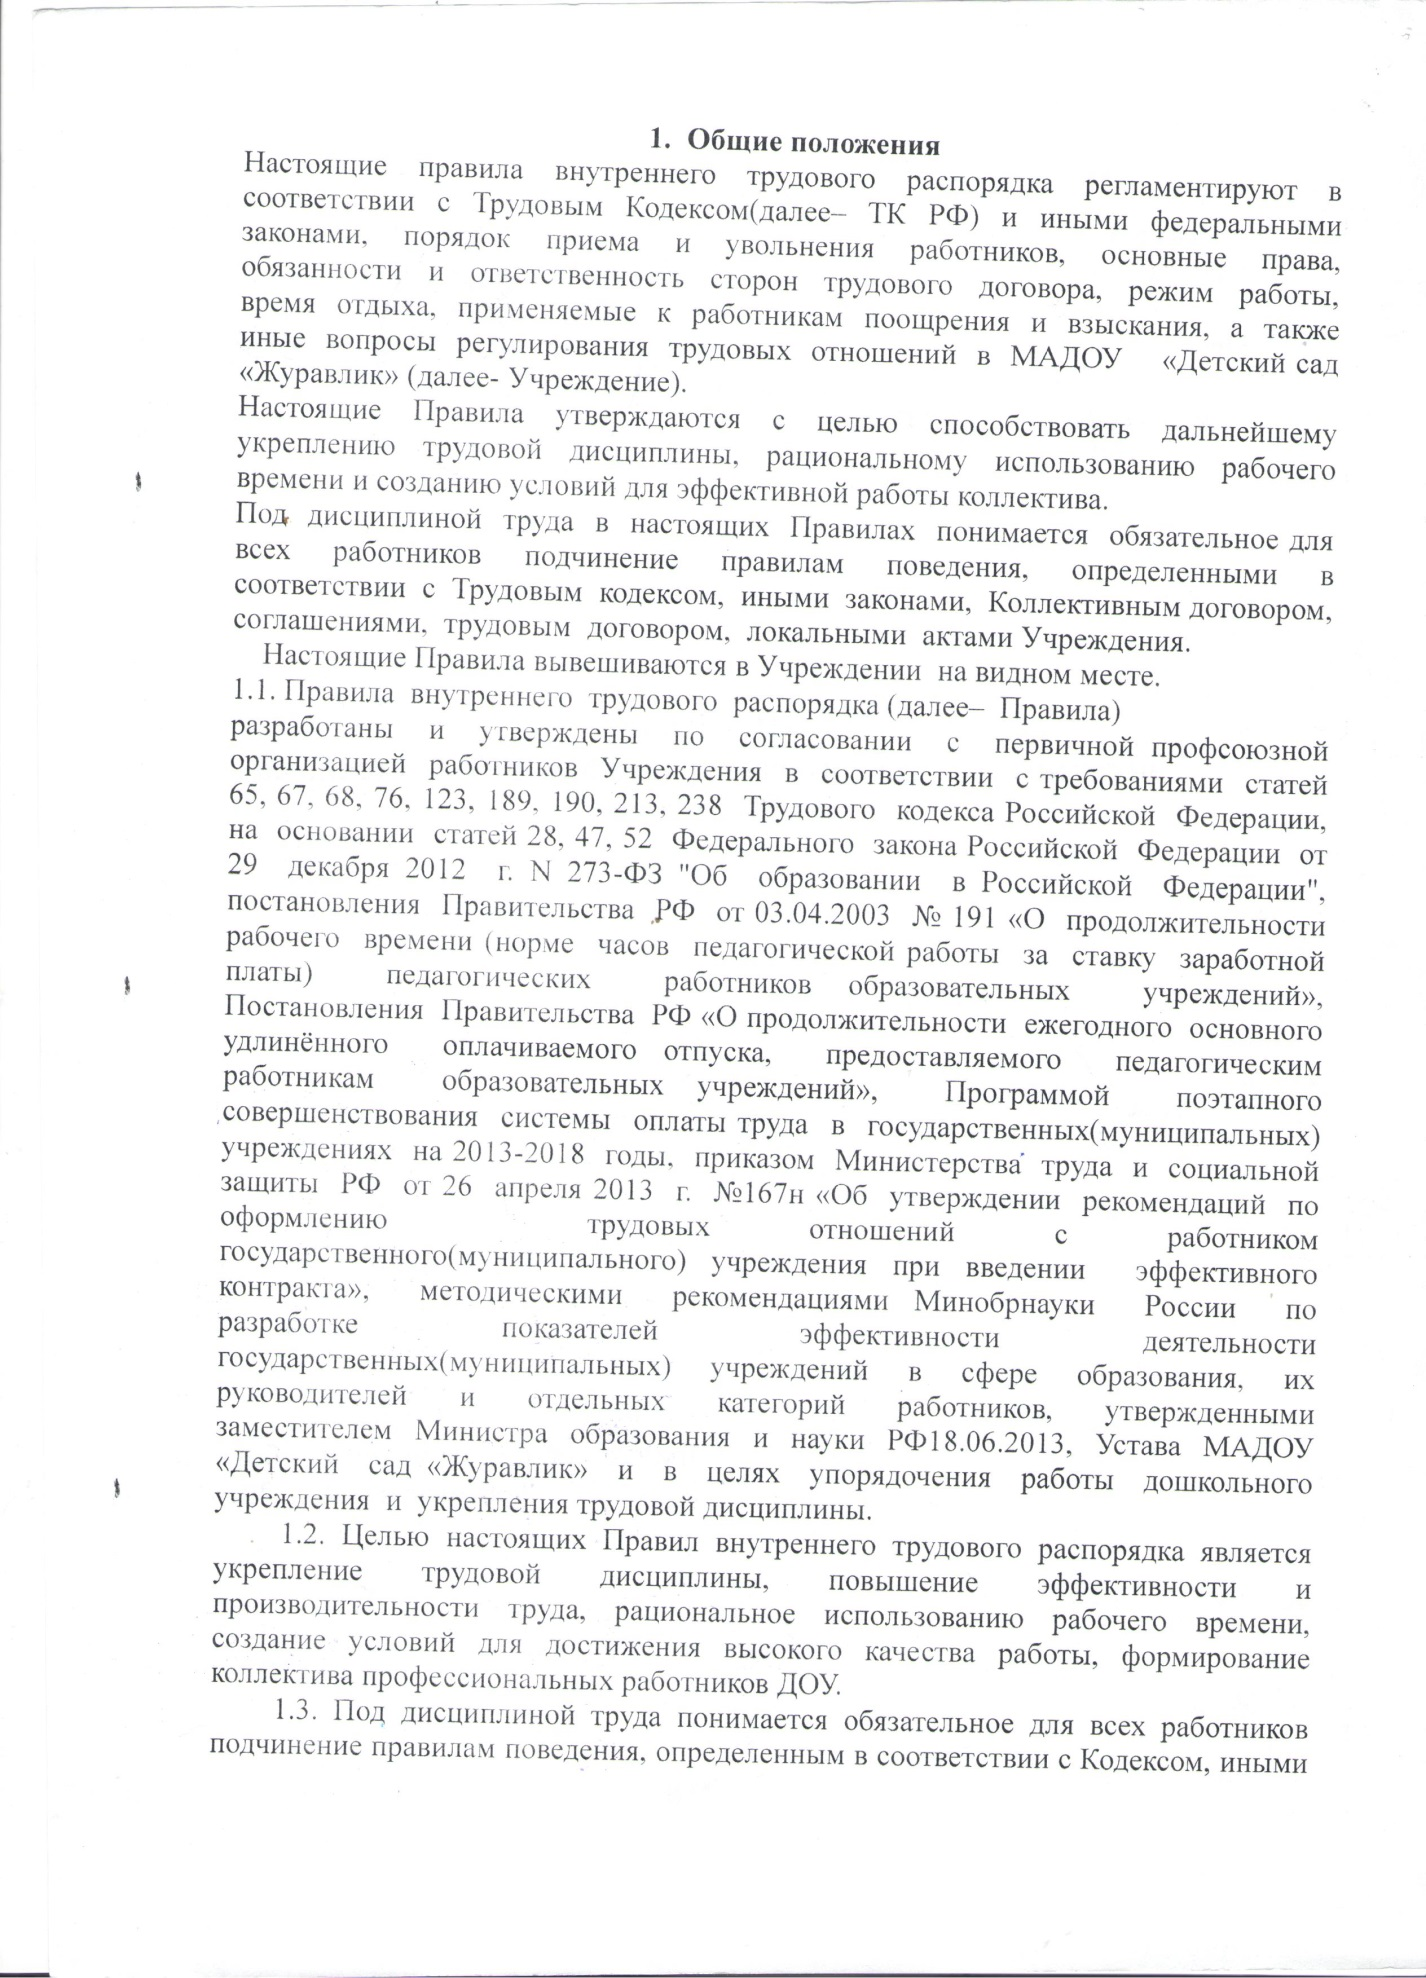 1. Общие положения
Настоящие правила внутреннего трудового распорядка регламентируют в
соответствии с Трудовым Кодексом(далее– ТК РФ) и иными федеральными
законами, порядок приема и увольнения работников, основные права,
обязанности и ответственность сторон трудового договора, режим работы,
время отдыха, применяемые к работникам поощрения и взыскания, а также
иные вопросы регулирования трудовых отношений в МАДОУ «Детский сад
«Журавлик» (далее- Учреждение).
Настоящие Правила утверждаются с целью способствовать дальнейшему
укреплению трудовой дисциплины, рациональному использованию рабочего
времени и созданию условий для эффективной работы коллектива.
Под дисциплиной труда в настоящих Правилах понимается обязательное для
всех работников подчинение правилам поведения, определенными в
соответствии с Трудовым кодексом, иными законами, Коллективным договором,
соглашениями, трудовым договором, локальными актами Учреждения.
Настоящие Правила вывешиваются в Учреждении на видном месте.
1.1. Правила внутреннего трудового распорядка (далее– Правила)
разработаны и утверждены по согласовании с первичной профсоюзной
организацией работников Учреждения в соответствии с требованиями статей
65, 67, 68, 76, 123, 189, 190, 213, 238 Трудового кодекса Российской Федерации,
на основании статей 28, 47, 52 Федерального закона Российской Федерации от
29 декабря 2012 г. N 273-ФЗ "Об образовании в Российской Федерации",
постановления Правительства РФ от 03.04.2003 № 191 «О продолжительности
рабочего времени (норме часов педагогической работы за ставку заработной
платы) педагогических работников образовательных учреждений»,
Постановления Правительства РФ «О продолжительности ежегодного основного
удлинённого оплачиваемого отпуска, предоставляемого педагогическим
работникам образовательных учреждений», Программой поэтапного
совершенствования системы оплаты труда в государственных(муниципальных)
учреждениях на 2013-2018 годы, приказом Министерства труда и социальной
защиты РФ от 26 апреля 2013 г. №167н «Об утверждении рекомендаций по
оформлению трудовых отношений с работником
государственного(муниципального) учреждения при введении эффективного
контракта», методическими рекомендациями Минобрнауки России по
разработке показателей эффективности деятельности
государственных(муниципальных) учреждений в сфере образования, их
руководителей и отдельных категорий работников, утвержденными
заместителем Министра образования и науки РФ18.06.2013, Устава МАДОУ
«Детский сад «Журавлик» и в целях упорядочения работы дошкольного
учреждения и укрепления трудовой дисциплины.
1.2. Целью настоящих Правил внутреннего трудового распорядка является
укрепление трудовой дисциплины, повышение эффективности и
производительности труда, рациональное использованию рабочего времени,
создание условий для достижения высокого качества работы, формирование
коллектива профессиональных работников ДОУ.
1.3. Под дисциплиной труда понимается обязательное для всех работников
подчинение правилам поведения, определенным в соответствии с Кодексом, иными